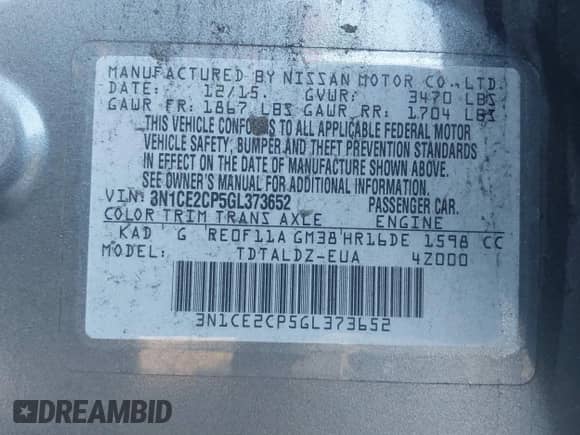 MANUFACTURED BY NISSAN MOTOR CO., LTD.
DATE: 12/15. GVWR: 3470 LBS
GAWR FR: 1867 LBS GAWR RR: 1704 LBS
THIS VEHICLE CONFORMS TO ALL APPLICABLE FEDERAL MOTOR
VEHICLE SAFETY, BUMPER AND THEFT PREVENTION STANDARDS
IN EFFECT ON THE DATE OF MANUFACTURE SHOWN ABOVE.
SEE OWNER'S MANUAL FOR ADDITIONAL INFORMATION.
VIN: 3N1CE2CP5GL373652 PASSENGER CAR.
COLOR TRIM TRANS AXLE ENGINE
KAD G RE0F11A GM38 HR16DE 1598 CC
MODEL: TDTALDZ-EUA 4Z000
3N1CE2CP5GL373652
DREAMBID